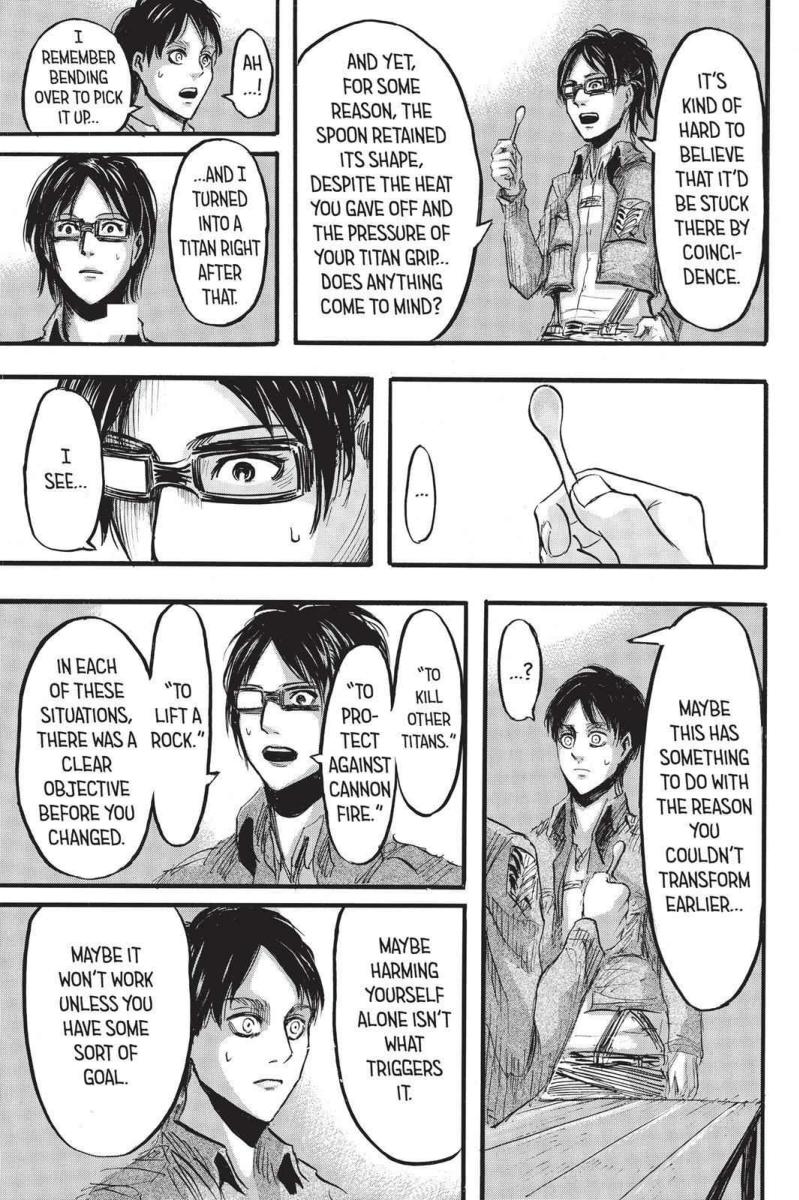 IT'S
KIND OF
HARD TO
BELIEVE
THAT IT'D
BE STUCK
THERE BY
COINCI-
DENCE.
AND YET,
FOR SOME
REASON, THE
SPOON RETAINED
ITS SHAPE,
DESPITE THE HEAT
YOU GAVE OFF AND
THE PRESSURE OF
YOUR TITAN GRIP...
DOES ANYTHING
COME TO MIND?
AH
...!
I
REMEMBER
BENDING
OVER TO PICK
IT UP...
...AND I
TURNED
INTO A
TITAN RIGHT
AFTER
THAT.
...
I
SEE...
MAYBE
THIS HAS
SOMETHING
TO DO WITH
THE REASON
YOU
COULDN'T
TRANSFORM
EARLIER...
...?
"TO
KILL
OTHER
TITANS."
"TO
PRO-
TECT
AGAINST
CANNON
FIRE."
"TO
LIFT A
ROCK."
IN EACH
OF THESE
SITUATIONS,
THERE WAS A
CLEAR
OBJECTIVE
BEFORE YOU
CHANGED.
MAYBE
HARMING
YOURSELF
ALONE ISN'T
WHAT
TRIGGERS
IT.
MAYBE IT
WON'T WORK
UNLESS YOU
HAVE SOME
SORT OF
GOAL.